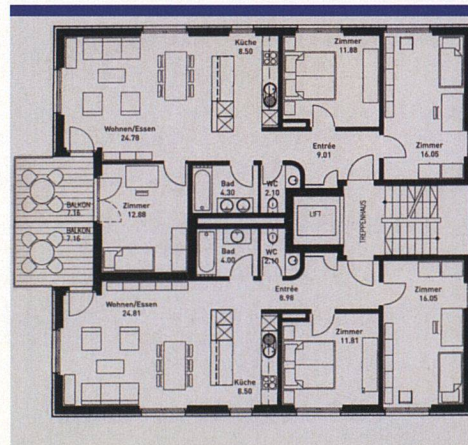 Küche
8.50
Zimmer
11.88
Zimmer
16.05
Wohnen/Essen
24.78
Entrée
9.01
Bad
4.30
WC
2.10
BALKON
7.16
Zimmer
12.88
LIFT
TREPPENHAUS
BALKON
7.16
Bad
4.00
WC
2.10
Wohnen/Essen
24.81
Entrée
8.98
Zimmer
16.05
Zimmer
11.81
Küche
8.50